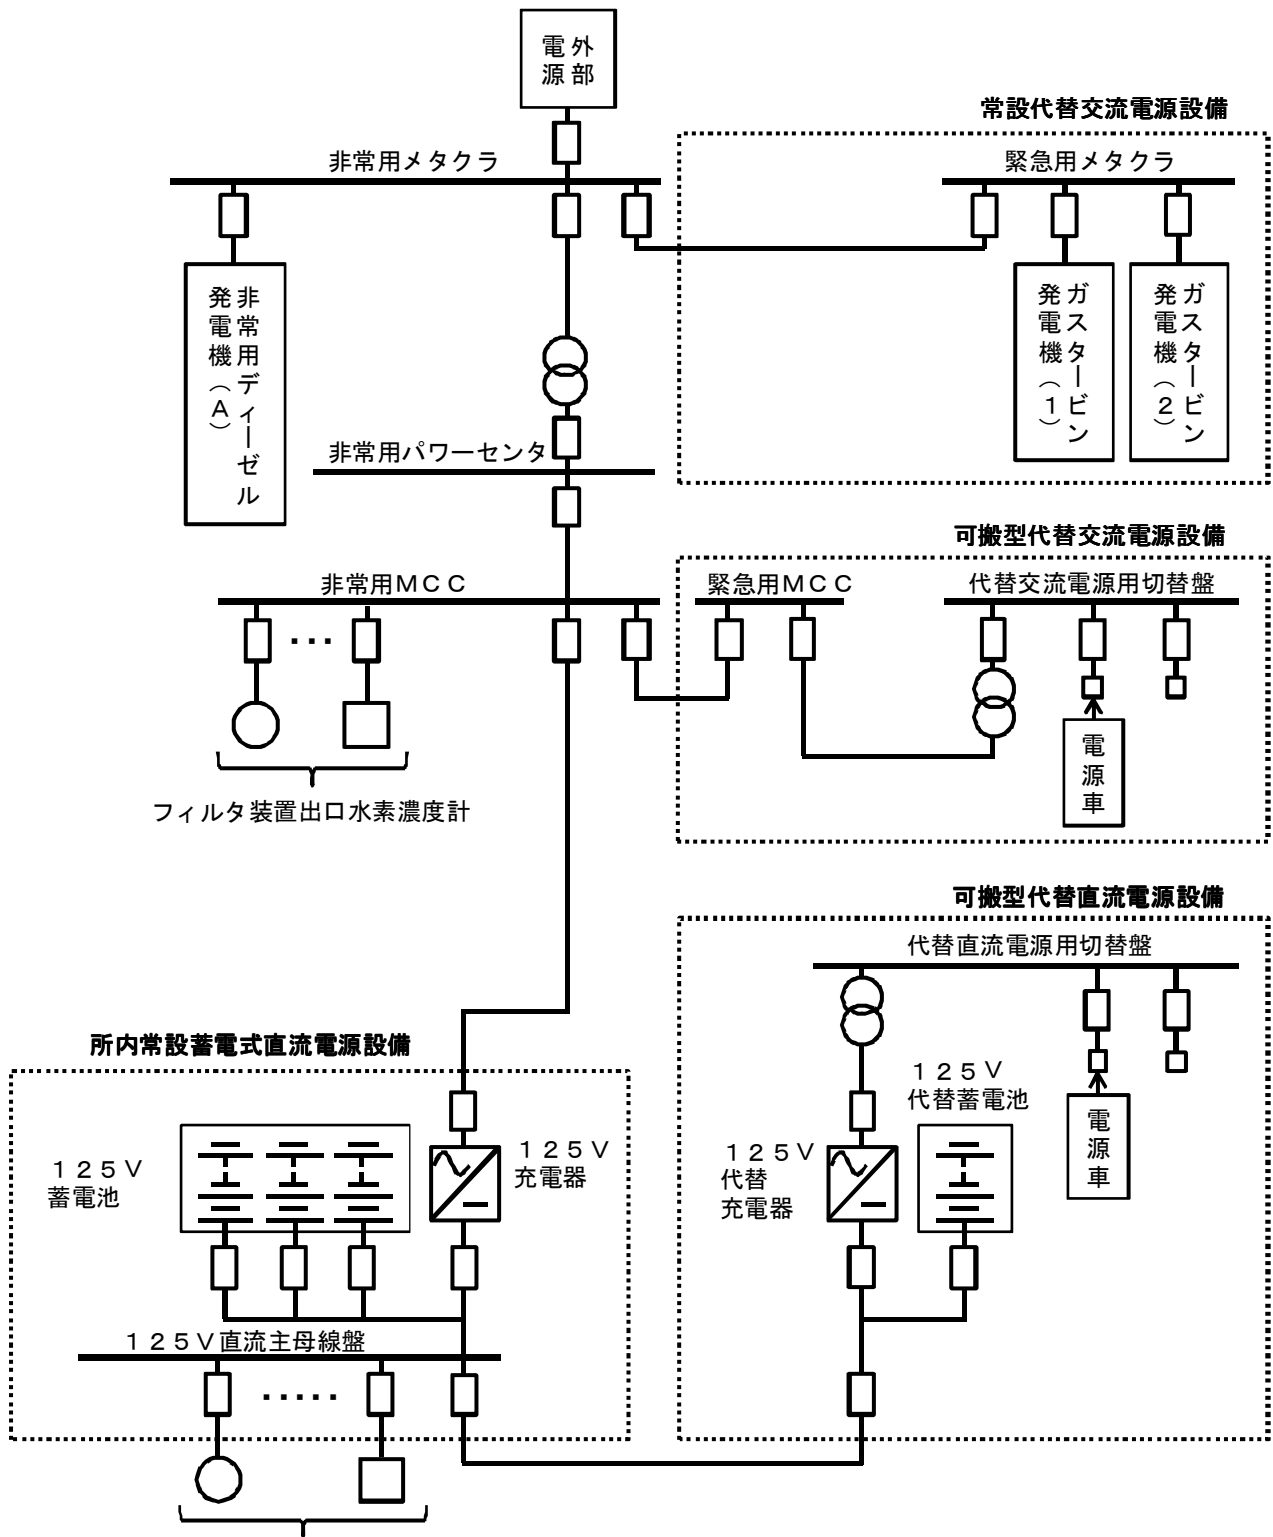 外部
電源
常設代替交流電源設備
非常用メタクラ
緊急用メタクラ
非常用ディーゼル
発電機(A)
ガスタービン
発電機(1)
ガスタービン
発電機(2)
非常用パワーセンタ
可搬型代替交流電源設備
非常用MCC
緊急用MCC
代替交流電源用切替盤
電源車
フィルタ装置出口水素濃度計
可搬型代替直流電源設備
代替直流電源用切替盤
所内常設蓄電式直流電源設備
125V
蓄電池
125V
充電器
125V
代替
充電器
125V
代替蓄電池
電源車
125V直流主母線盤